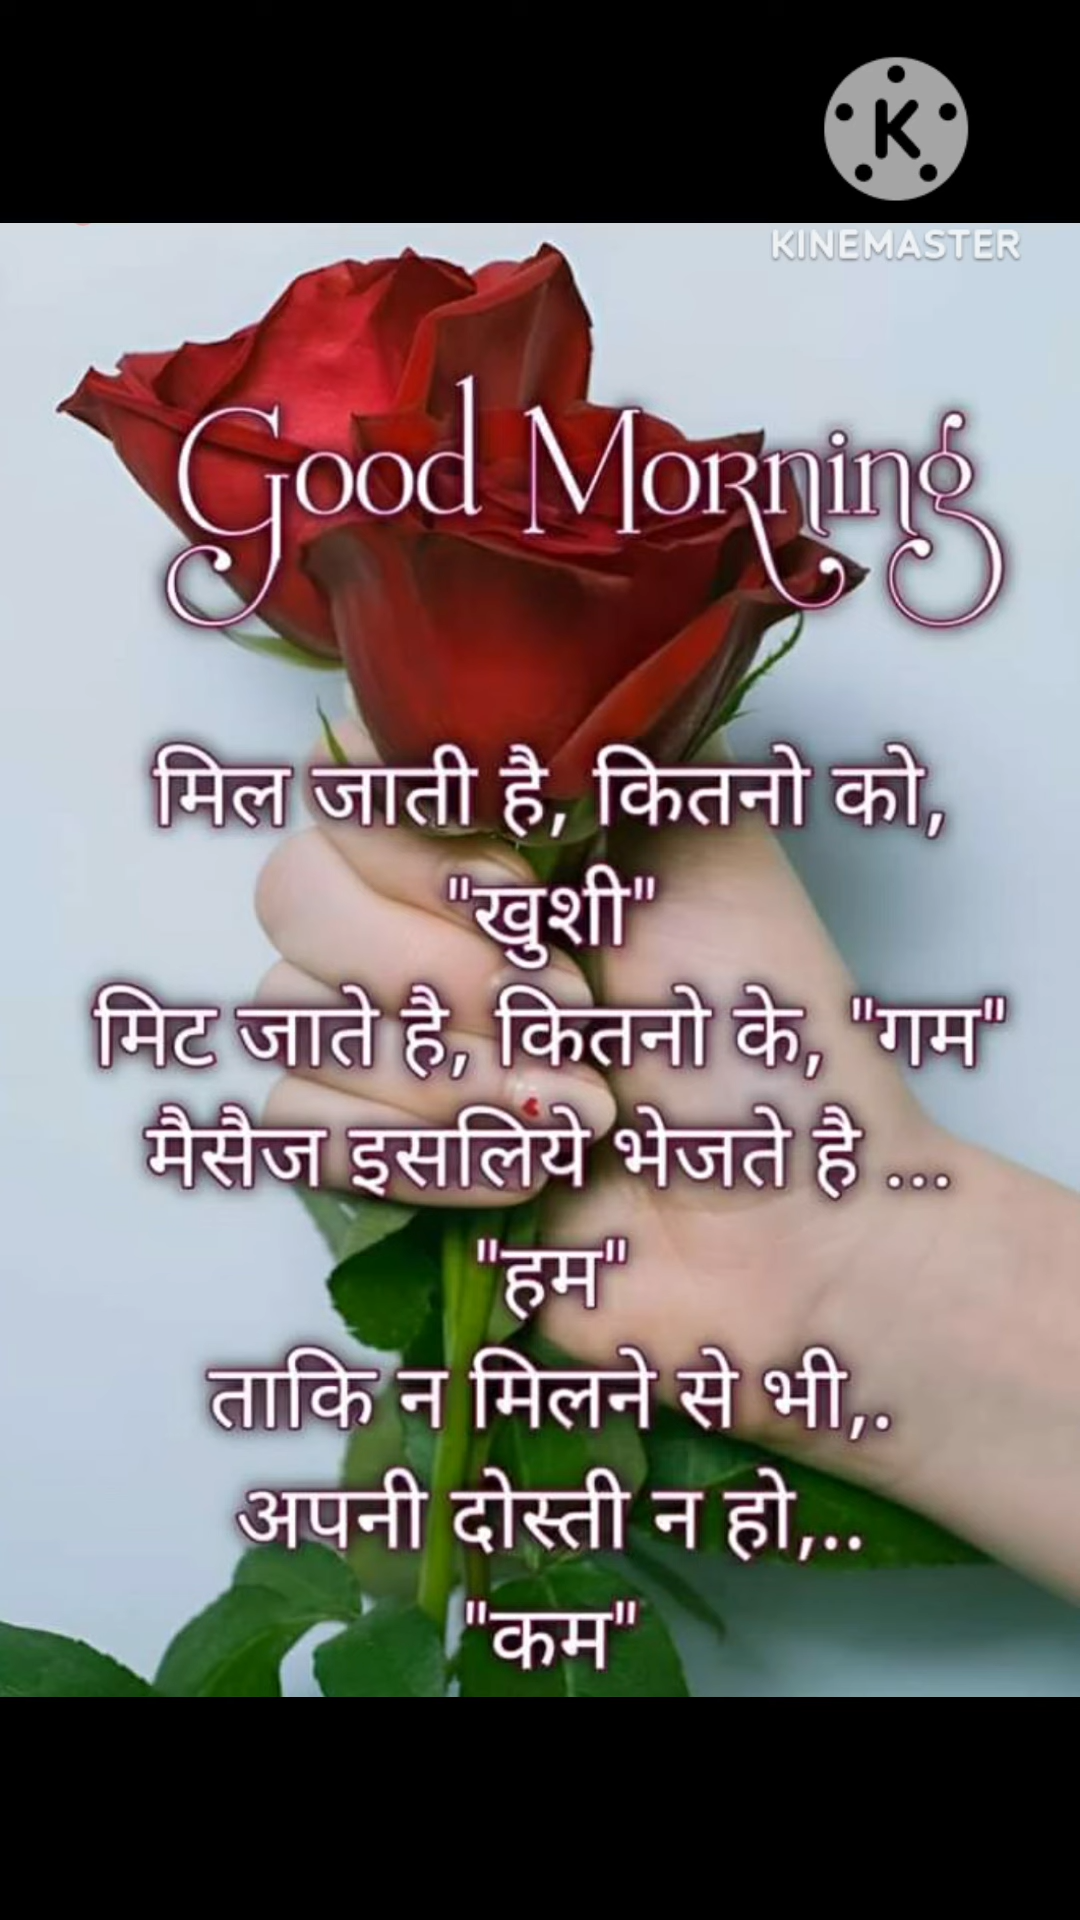 K
KINEMASTER
Good Morning
मिल जाती है, कितनो को,
"खुशी"
मिट जाते है, कितनो के, "गम"
मैसैज इसलिये भेजते है ...
"हम"
ताकि न मिलने से भी,.
अपनी दोस्ती न हो,..
"कम"